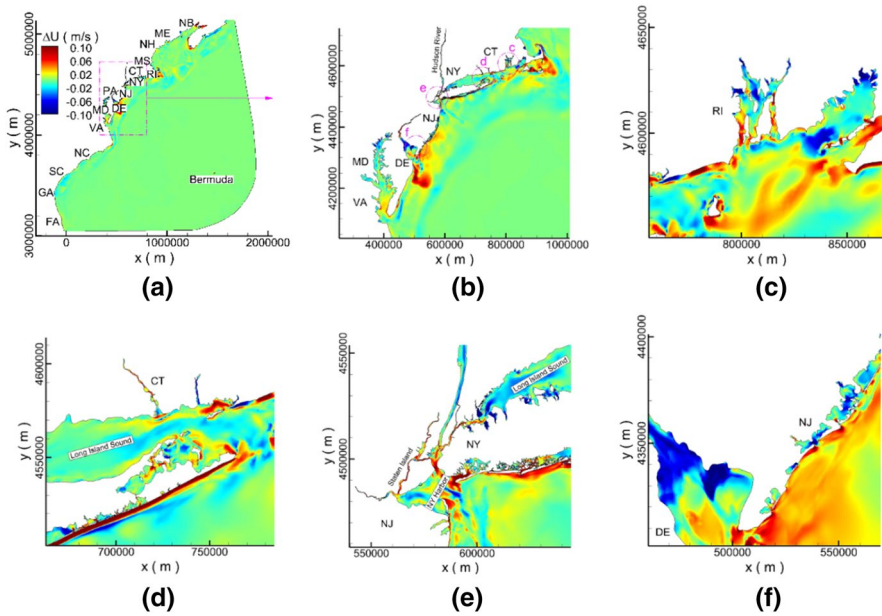 ΔU ( m/s )
0.10
0.06
0.02
-0.02
-0.06
-0.10
NB
ME
NH
MS
CT
RI
NY
PA
NJ
MD
DE
VA
NC
SC
GA
FA
Bermuda
5000000
4000000
3000000
y ( m )
0
1000000
2000000
x ( m )
(a)
Hudson River
CT
c
NY
d
e
NJ
f
MD
DE
VA
4600000
4400000
4200000
y ( m )
400000
600000
800000
1000000
x ( m )
(b)
RI
4650000
4600000
y ( m )
800000
850000
x ( m )
(c)
CT
Long Island Sound
4600000
4550000
y ( m )
700000
750000
x ( m )
(d)
Long Island Sound
NY
Staten Island
NY Harbor
NJ
4550000
4500000
y ( m )
550000
600000
x ( m )
(e)
NJ
DE
4400000
4350000
y ( m )
500000
550000
x ( m )
(f)